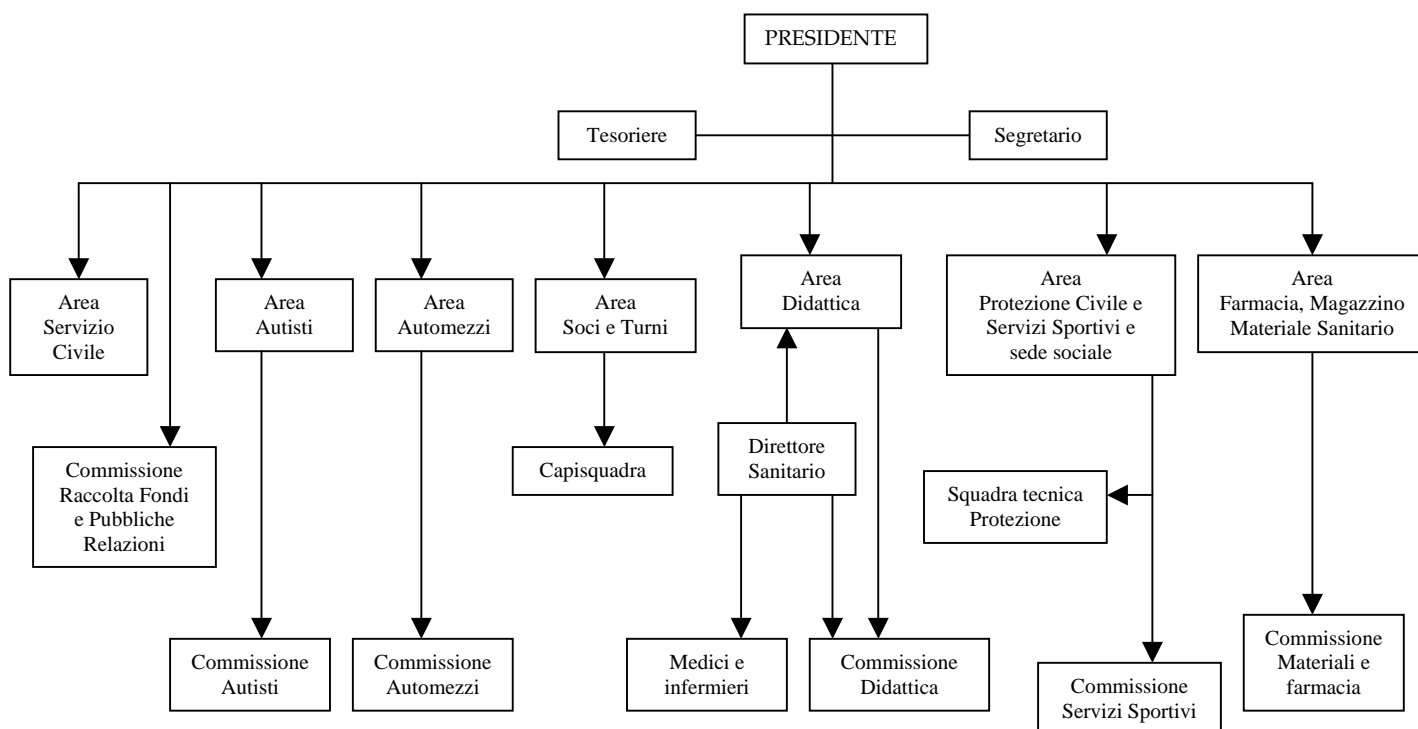 PRESIDENTE
Tesoriere
Segretario
Area
Servizio
Civile
Area
Autisti
Area
Automezzi
Area
Soci e Turni
Area
Didattica
Area
Protezione Civile e
Servizi Sportivi e
sede sociale
Area
Farmacia, Magazzino
Materiale Sanitario
Commissione
Raccolta Fondi
e Pubbliche
Relazioni
Capisquadra
Direttore
Sanitario
Squadra tecnica
Protezione
Commissione
Autisti
Commissione
Automezzi
Medici e
infermieri
Commissione
Didattica
Commissione
Servizi Sportivi
Commissione
Materiali e
farmacia